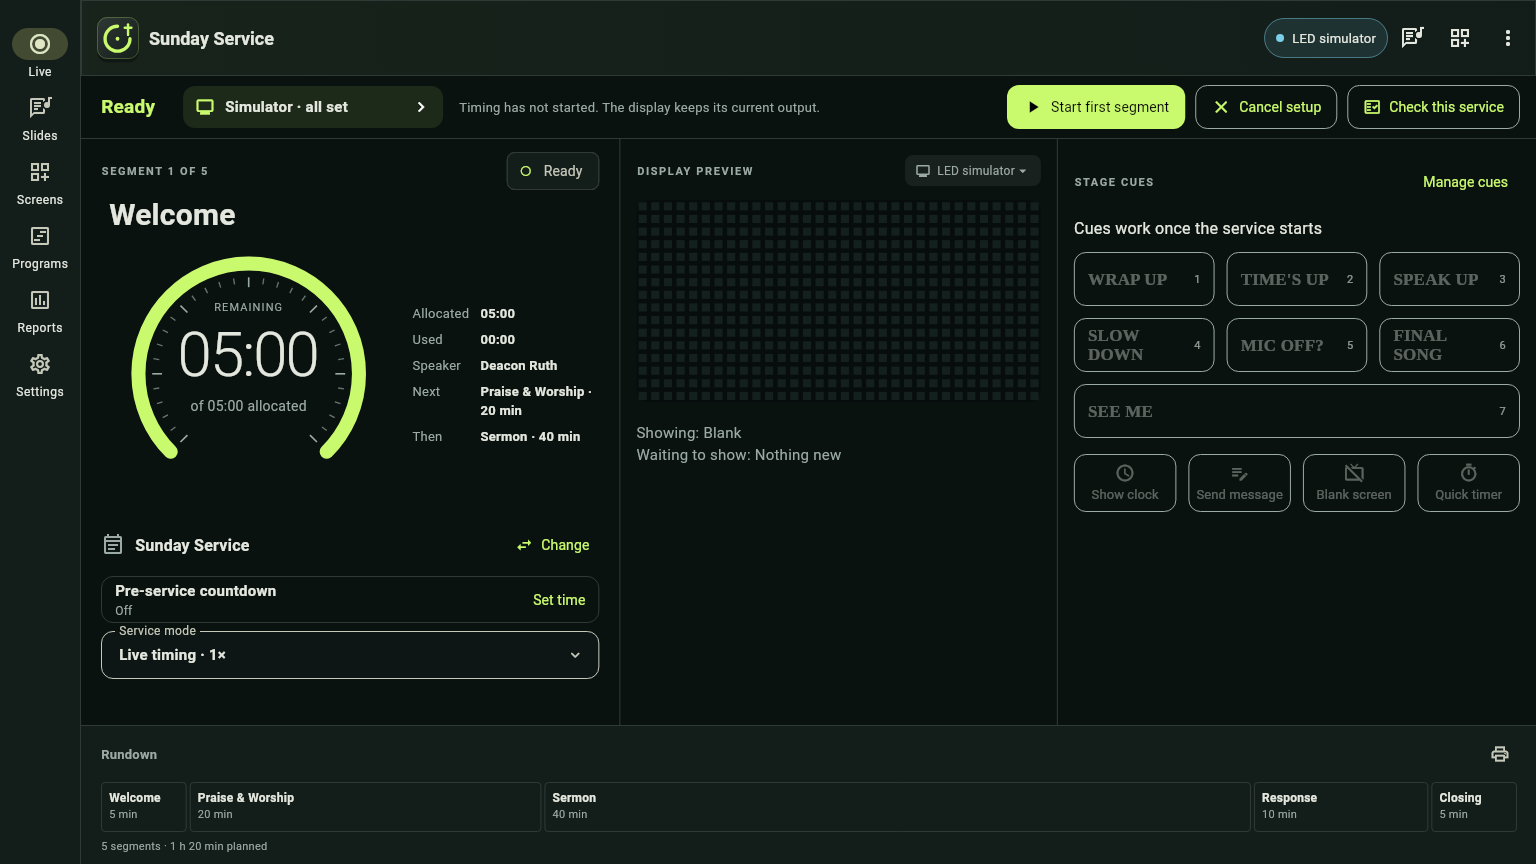 Sunday Service
LED simulator
Live
Slides
Screens
Programs
Reports
Settings
Ready
Simulator · all set
Timing has not started. The display keeps its current output.
Start first segment
Cancel setup
Check this service
SEGMENT 1 OF 5
Ready
Welcome
REMAINING
05:00
of 05:00 allocated
Allocated 05:00
Used 00:00
Speaker Deacon Ruth
Next Praise & Worship ·
20 min
Then Sermon · 40 min
Sunday Service
Change
Pre-service countdown
Off
Set time
Service mode
Live timing · 1×
DISPLAY PREVIEW
LED simulator
Showing: Blank
Waiting to show: Nothing new
STAGE CUES
Manage cues
Cues work once the service starts
WRAP UP 1
TIME'S UP 2
SPEAK UP 3
SLOW
DOWN 4
MIC OFF? 5
FINAL
SONG 6
SEE ME 7
Show clock
Send message
Blank screen
Quick timer
Rundown
Welcome
5 min
Praise & Worship
20 min
Sermon
40 min
Response
10 min
Closing
5 min
5 segments · 1 h 20 min planned